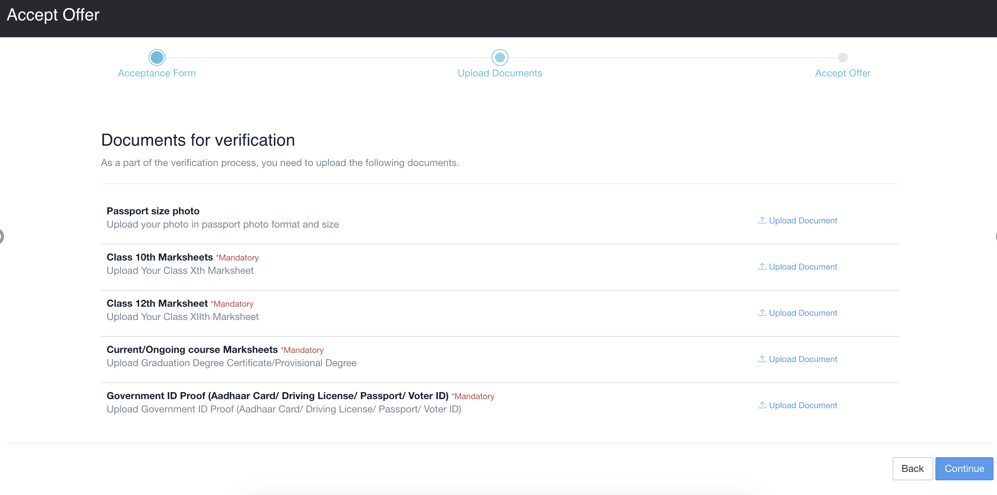 Accept Offer
Acceptance Form
Upload Documents
Accept Offer
Documents for verification
As a part of the verification process, you need to upload the following documents.
Passport size photo
Upload your photo in passport photo format and size
Upload Document
Class 10th Marksheets *Mandatory
Upload Your Class Xth Marksheet
Upload Document
Class 12th Marksheet *Mandatory
Upload Your Class XIIth Marksheet
Upload Document
Current/Ongoing course Marksheets *Mandatory
Upload Graduation Degree Certificate/Provisional Degree
Upload Document
Government ID Proof (Aadhaar Card/ Driving License/ Passport/ Voter ID) *Mandatory
Upload Government ID Proof (Aadhaar Card/ Driving License/ Passport/ Voter ID)
Upload Document
Back
Continue